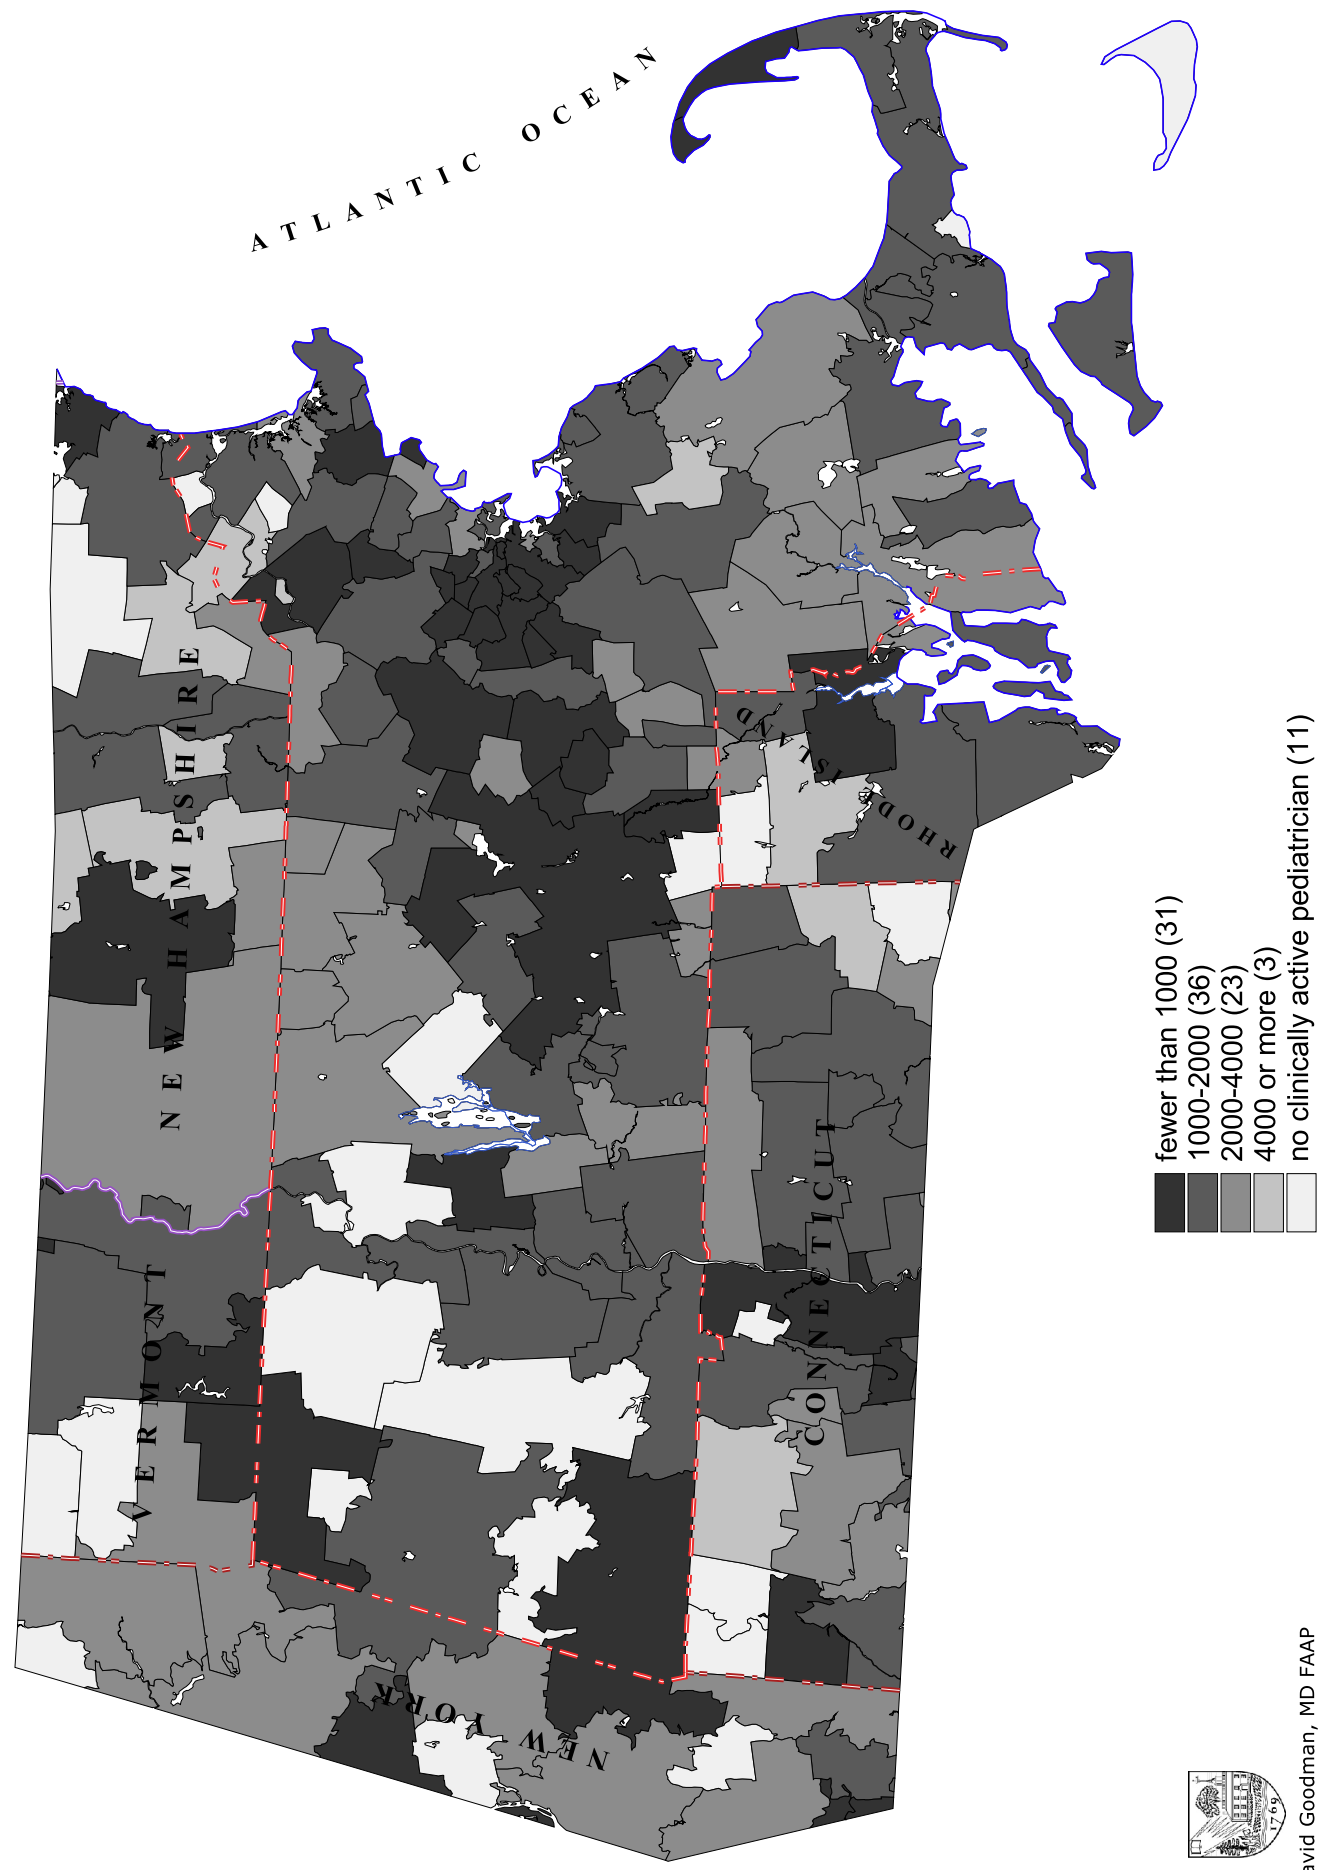 ATLANTIC OCEAN
NEW HAMPSHIRE
VERMONT
RHODE ISLAND
CONNECTICUT
NEW YORK
fewer than 1000 (31)
1000-2000 (36)
2000-4000 (23)
4000 or more (3)
no clinically active pediatrician (11)
1769
avid Goodman, MD FAAP